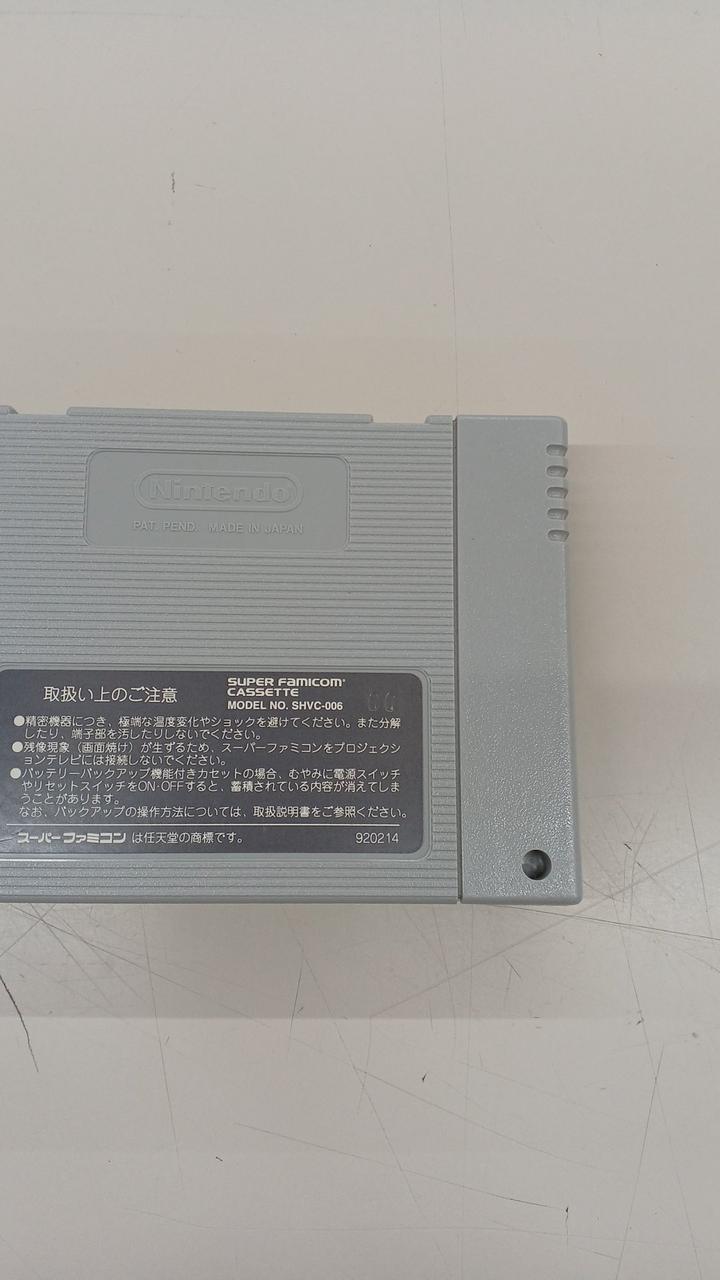 Nintendo
PAT. PEND. MADE IN JAPAN
取扱い上のご注意
SUPER FAMICOM
CASSETTE
MODEL NO. SHVC-006
●精密機器につき、極端な温度変化やショックを避けてください。また分解
したり、端子部を汚したりしないでください。
●残像現象（画面焼け）が生ずるため、スーパーファミコンをプロジェクシ
ョンテレビには接続しないでください。
●バッテリーバックアップ機能付きカセットの場合、むやみに電源スイッチ
やリセットスイッチをON・OFFすると、蓄積されている内容が消えてしま
うことがあります。
なお、バックアップの操作方法については、取扱説明書をご参照ください。
スーパーファミコン は任天堂の商標です。 920214